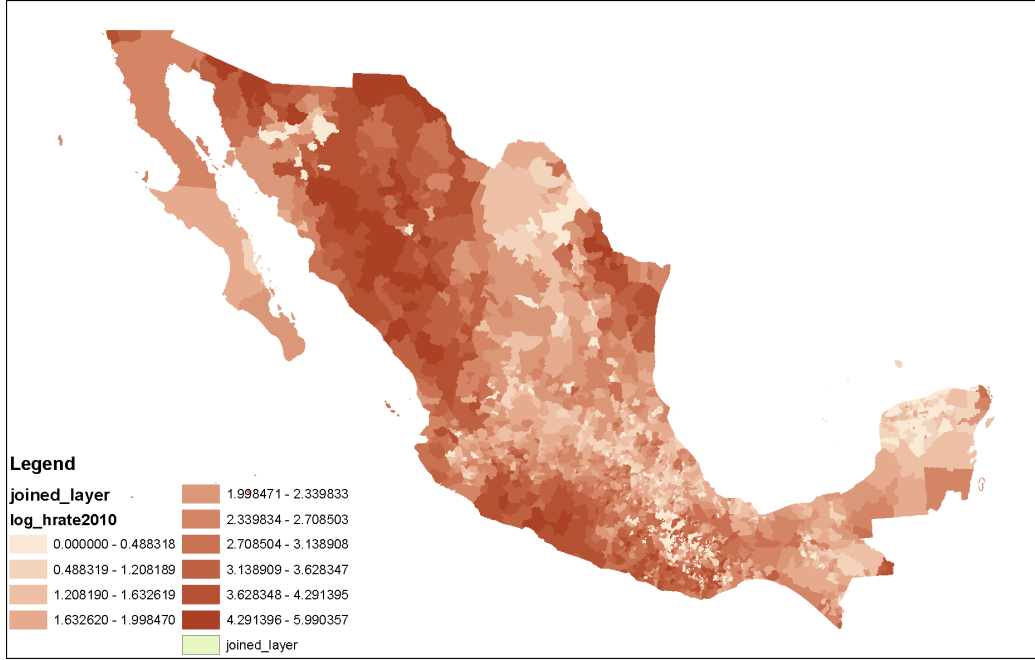 Legend
joined_layer
log_hrate2010
0.000000 - 0.488318
0.488319 - 1.208189
1.208190 - 1.632619
1.632620 - 1.998470
1.998471 - 2.339833
2.339834 - 2.708503
2.708504 - 3.138908
3.138909 - 3.628347
3.628348 - 4.291395
4.291396 - 5.990357
joined_layer